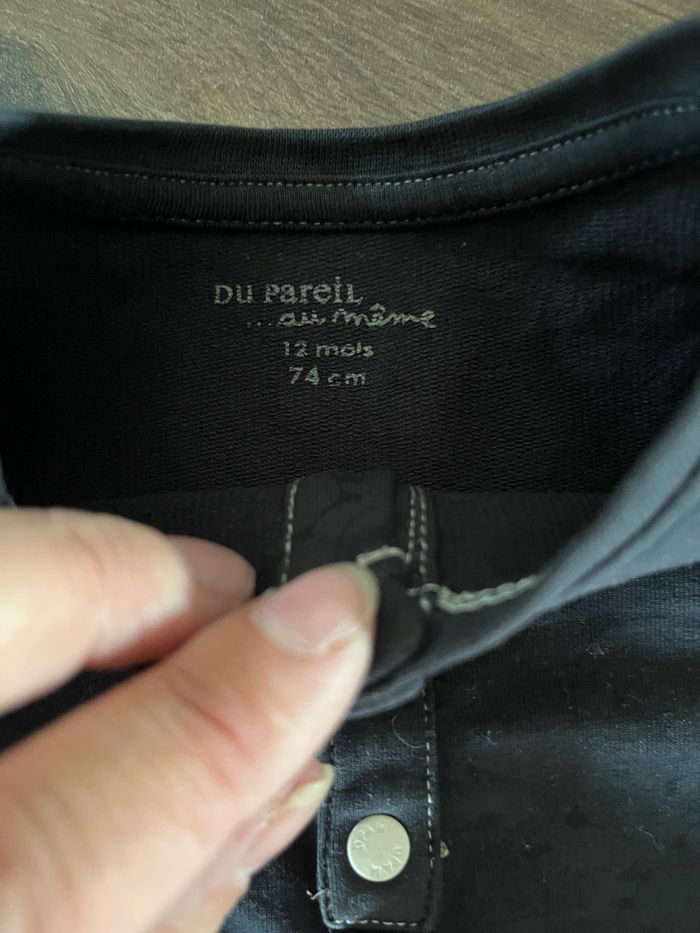 DU PAREIL
...au même
12 mois
74 cm